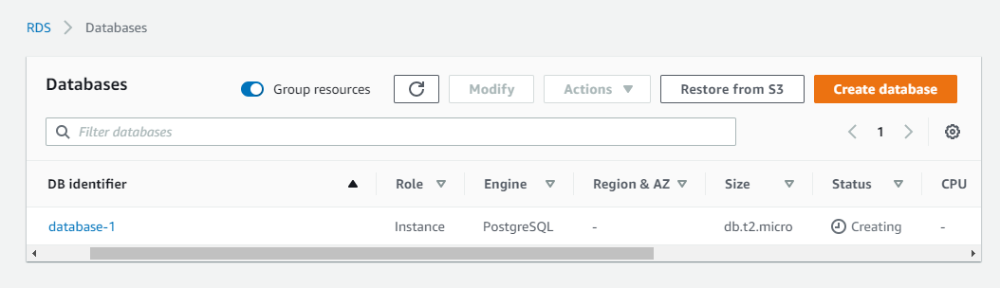 RDS > Databases
Databases Group resources Modify Actions Restore from S3 Create database
Filter databases 1
DB identifier Role Engine Region & AZ Size Status CPU
database-1 Instance PostgreSQL - db.t2.micro Creating -